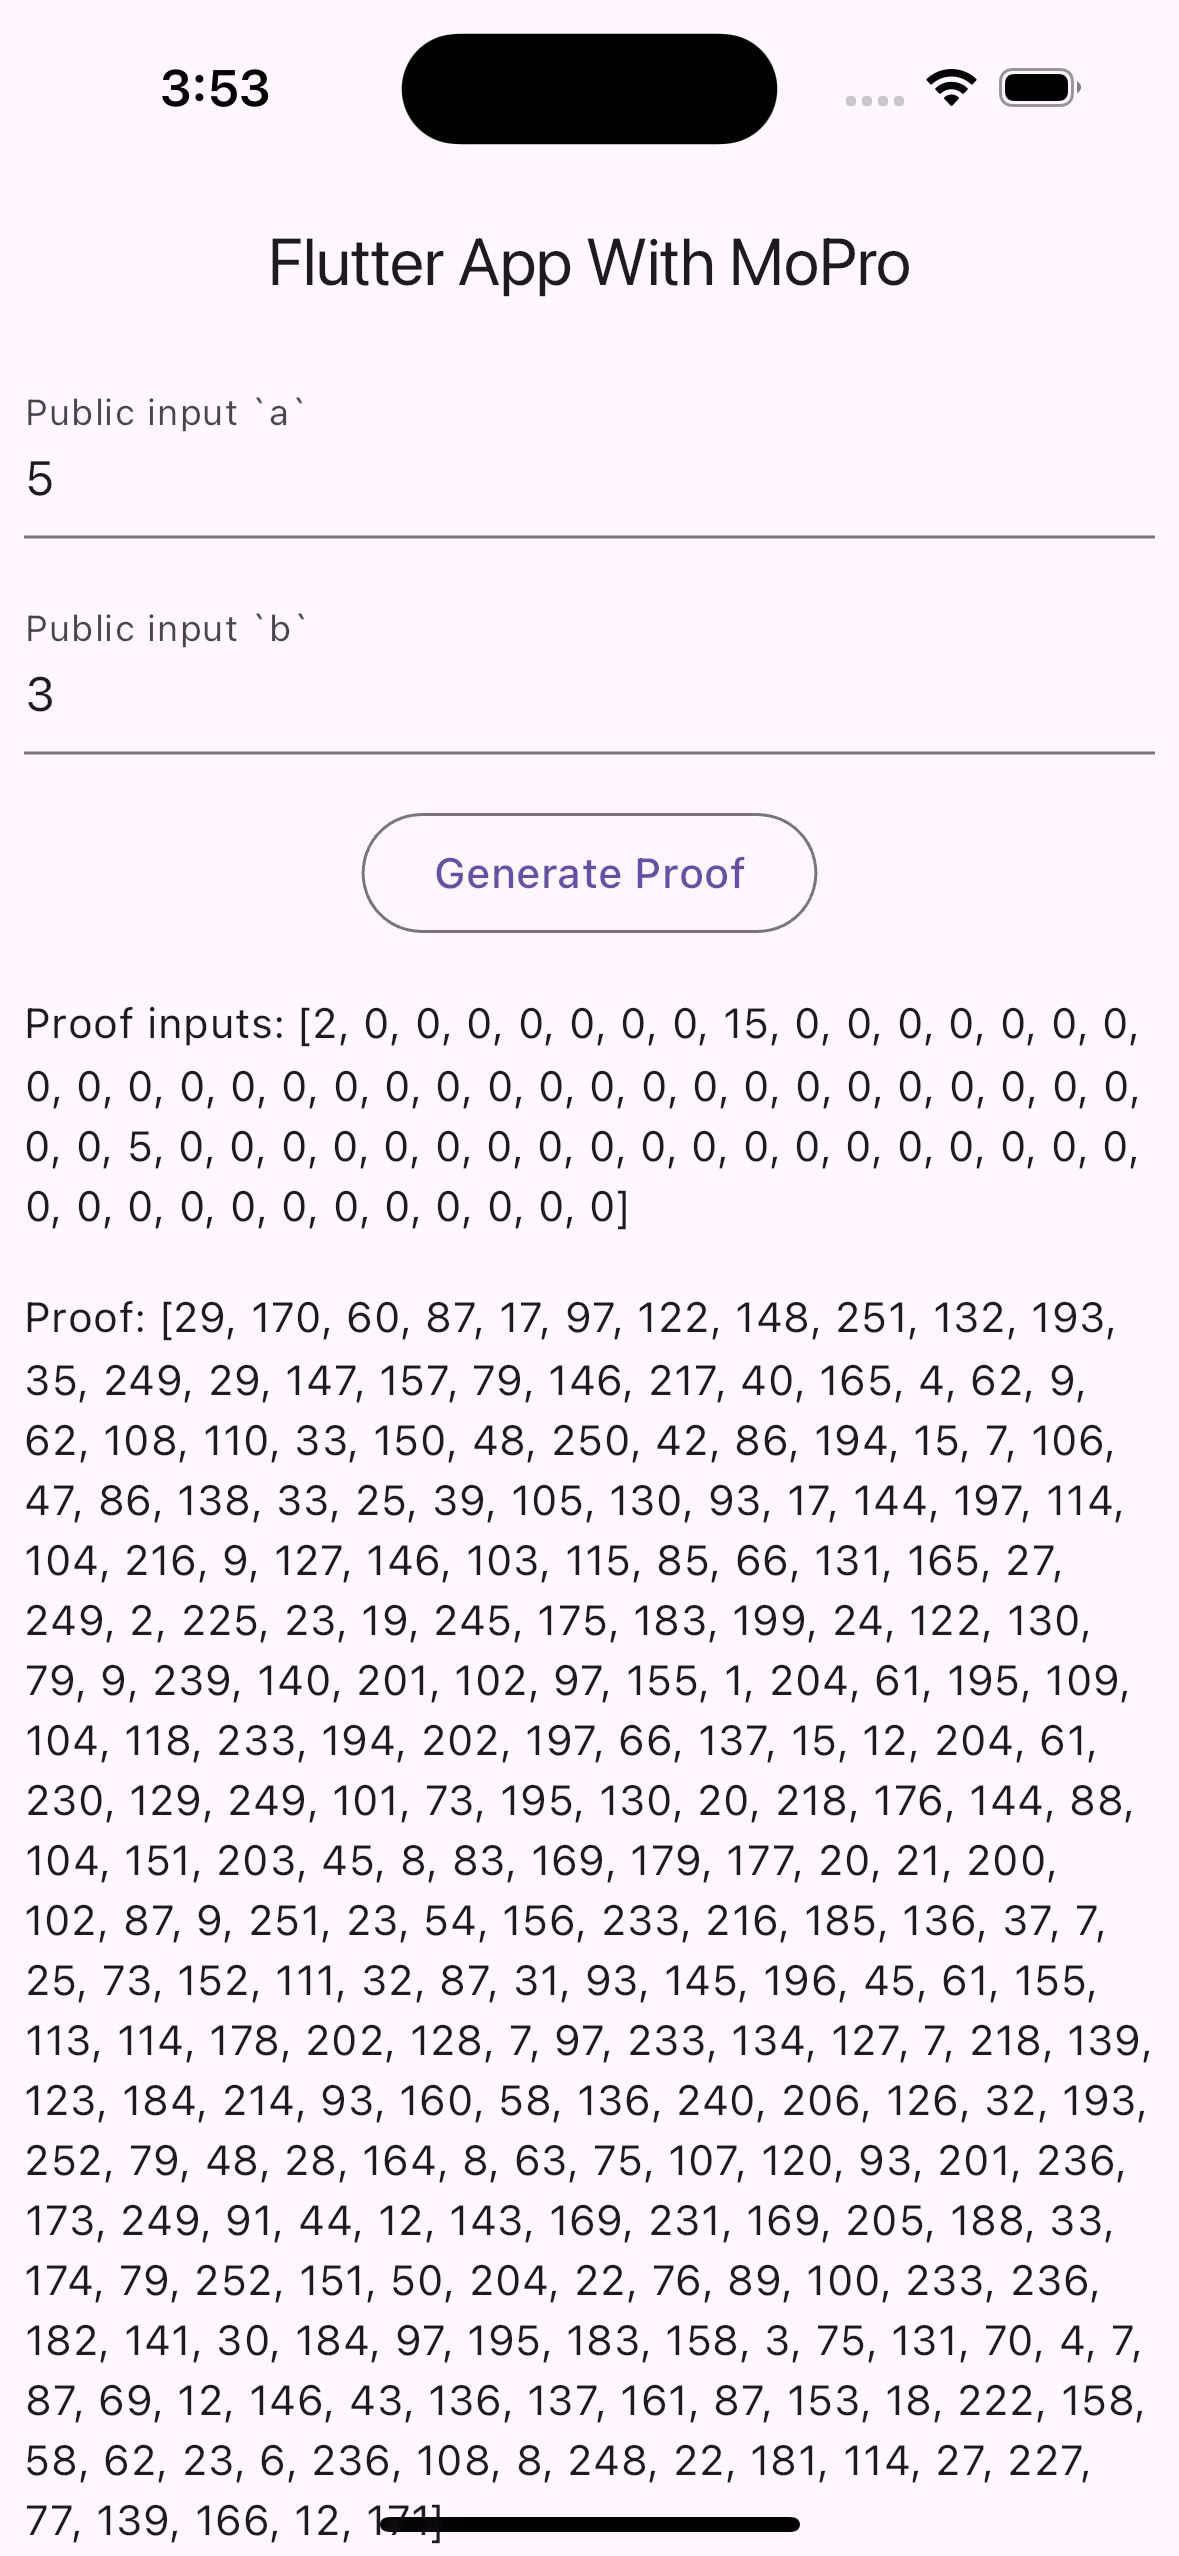 3:53
Flutter App With MoPro
Public input `a`
5
Public input `b`
3
Generate Proof
Proof inputs: [2, 0, 0, 0, 0, 0, 0, 0, 15, 0, 0, 0, 0, 0, 0, 0,
0, 0, 0, 0, 0, 0, 0, 0, 0, 0, 0, 0, 0, 0, 0, 0, 0, 0, 0, 0, 0, 0,
0, 0, 5, 0, 0, 0, 0, 0, 0, 0, 0, 0, 0, 0, 0, 0, 0, 0, 0, 0, 0, 0,
0, 0, 0, 0, 0, 0, 0, 0, 0, 0, 0, 0]
Proof: [29, 170, 60, 87, 17, 97, 122, 148, 251, 132, 193,
35, 249, 29, 147, 157, 79, 146, 217, 40, 165, 4, 62, 9,
62, 108, 110, 33, 150, 48, 250, 42, 86, 194, 15, 7, 106,
47, 86, 138, 33, 25, 39, 105, 130, 93, 17, 144, 197, 114,
104, 216, 9, 127, 146, 103, 115, 85, 66, 131, 165, 27,
249, 2, 225, 23, 19, 245, 175, 183, 199, 24, 122, 130,
79, 9, 239, 140, 201, 102, 97, 155, 1, 204, 61, 195, 109,
104, 118, 233, 194, 202, 197, 66, 137, 15, 12, 204, 61,
230, 129, 249, 101, 73, 195, 130, 20, 218, 176, 144, 88,
104, 151, 203, 45, 8, 83, 169, 179, 177, 20, 21, 200,
102, 87, 9, 251, 23, 54, 156, 233, 216, 185, 136, 37, 7,
25, 73, 152, 111, 32, 87, 31, 93, 145, 196, 45, 61, 155,
113, 114, 178, 202, 128, 7, 97, 233, 134, 127, 7, 218, 139,
123, 184, 214, 93, 160, 58, 136, 240, 206, 126, 32, 193,
252, 79, 48, 28, 164, 8, 63, 75, 107, 120, 93, 201, 236,
173, 249, 91, 44, 12, 143, 169, 231, 169, 205, 188, 33,
174, 79, 252, 151, 50, 204, 22, 76, 89, 100, 233, 236,
182, 141, 30, 184, 97, 195, 183, 158, 3, 75, 131, 70, 4, 7,
87, 69, 12, 146, 43, 136, 137, 161, 87, 153, 18, 222, 158,
58, 62, 23, 6, 236, 108, 8, 248, 22, 181, 114, 27, 227,
77, 139, 166, 12, 171]